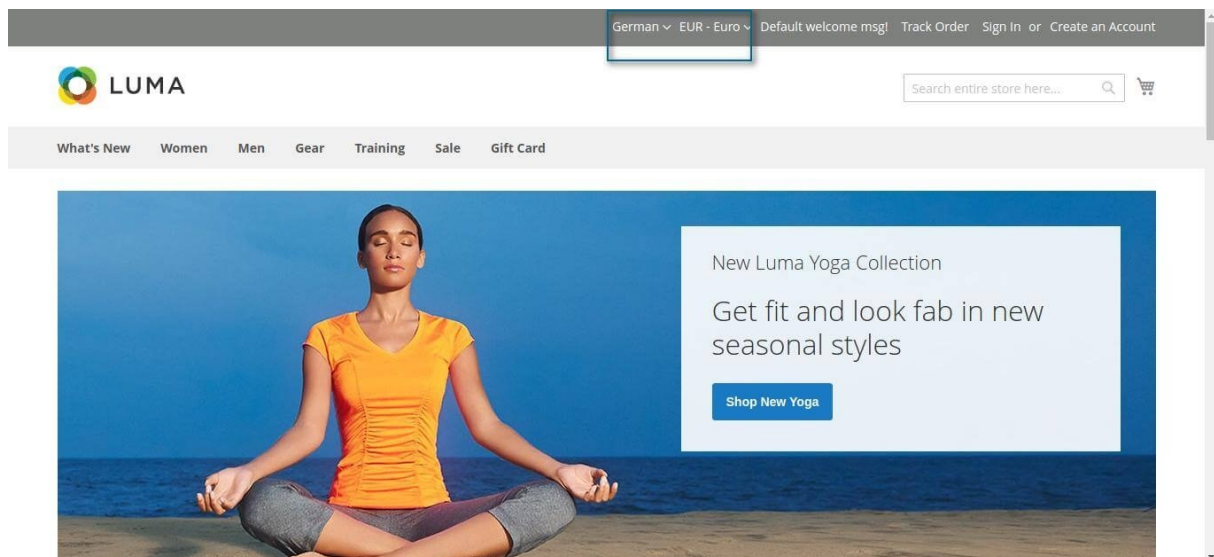 German EUR - Euro Default welcome msg! Track Order Sign In or Create an Account
LUMA
Search entire store here...
What's New Women Men Gear Training Sale Gift Card
New Luma Yoga Collection
Get fit and look fab in new
seasonal styles
Shop New Yoga